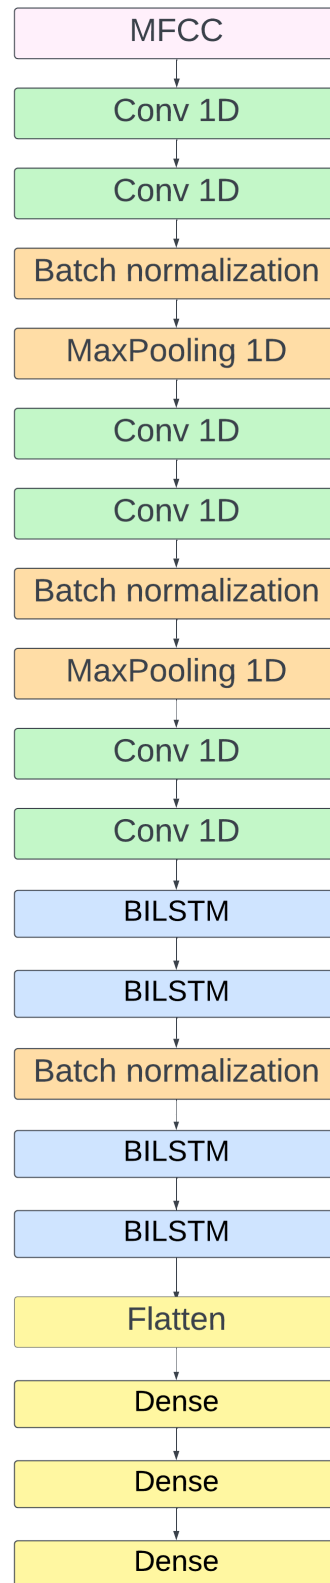 MFCC
Conv 1D
Conv 1D
Batch normalization
MaxPooling 1D
Conv 1D
Conv 1D
Batch normalization
MaxPooling 1D
Conv 1D
Conv 1D
BILSTM
BILSTM
Batch normalization
BILSTM
BILSTM
Flatten
Dense
Dense
Dense